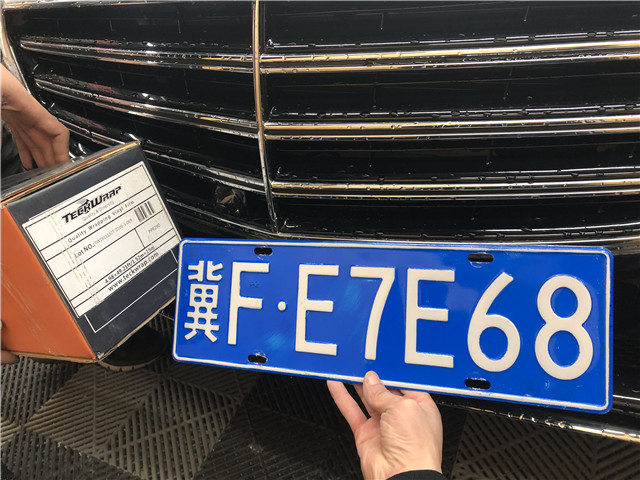 TECKWRAP
Quality Wrapping Vinyl Film
Lot NO.:
www.teckwrap.com
冀F·E7E68